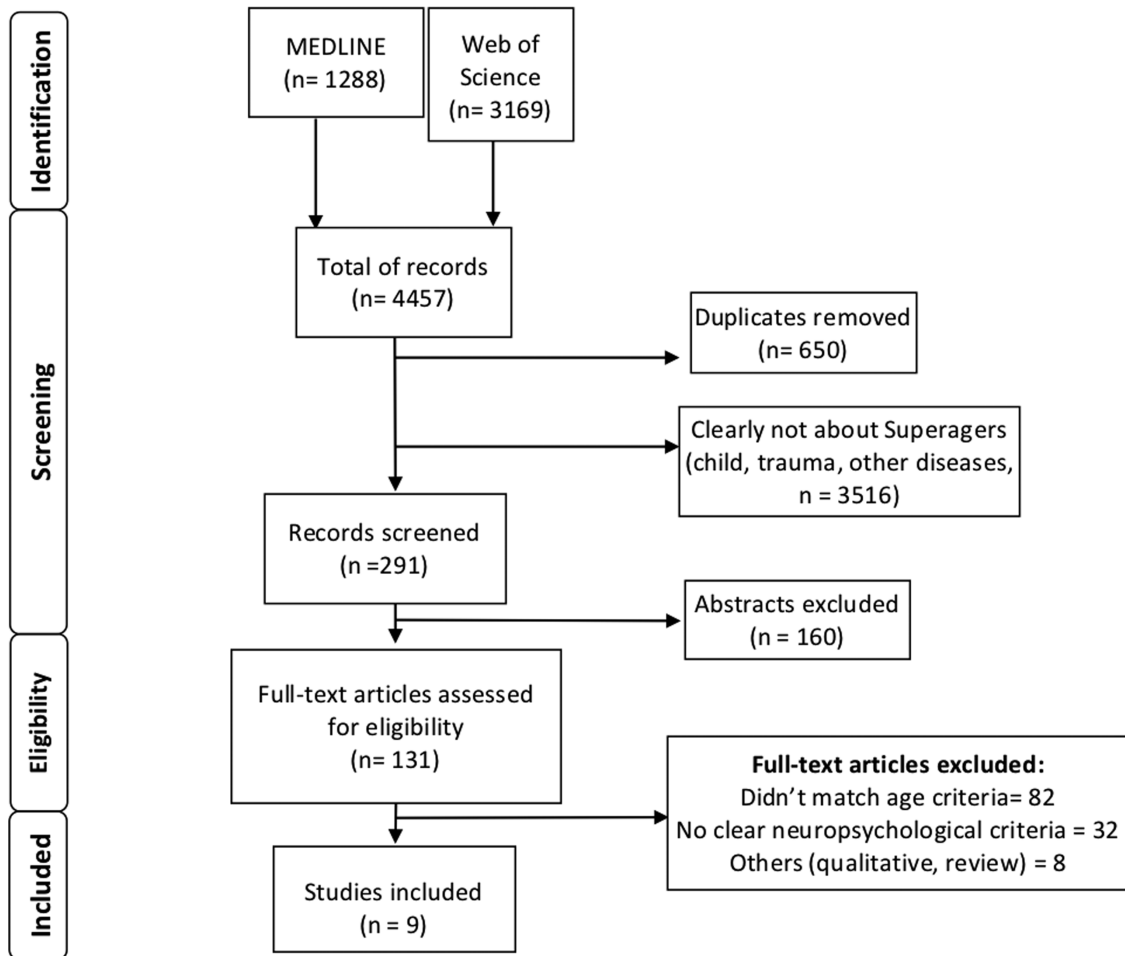 Identification
MEDLINE
(n= 1288)
Web of
Science
(n= 3169)
Screening
Total of records
(n= 4457)
Duplicates removed
(n= 650)
Clearly not about Superagers
(child, trauma, other diseases,
n = 3516)
Records screened
(n =291)
Abstracts excluded
(n = 160)
Eligibility
Full-text articles assessed
for eligibility
(n= 131)
Full-text articles excluded:
Didn’t match age criteria= 82
No clear neuropsychological criteria = 32
Others (qualitative, review) = 8
Included
Studies included
(n = 9)